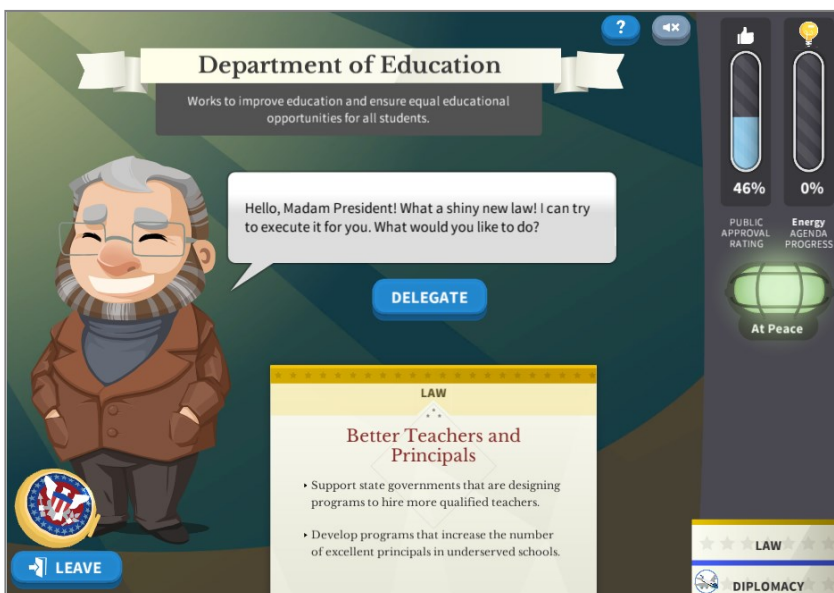 ?
Department of Education
Works to improve education and ensure equal educational
opportunities for all students.
Hello, Madam President! What a shiny new law! I can try
to execute it for you. What would you like to do?
DELEGATE
LAW
Better Teachers and
Principals
‣ Support state governments that are designing
programs to hire more qualified teachers.
‣ Develop programs that increase the number
of excellent principals in underserved schools.
LEAVE
46%
0%
PUBLIC
APPROVAL
RATING
Energy
AGENDA
PROGRESS
At Peace
LAW
DIPLOMACY